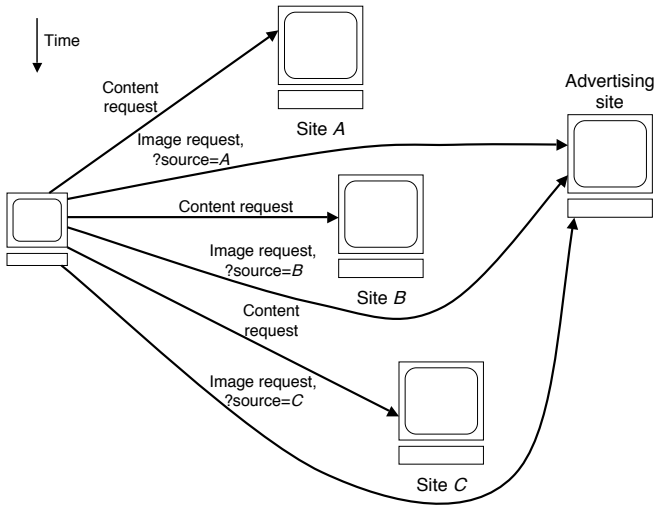 Time
Content
request
Site A
Advertising
site
Image request,
?source=A
Content request
Image request,
?source=B
Site B
Content
request
Image request,
?source=C
Site C